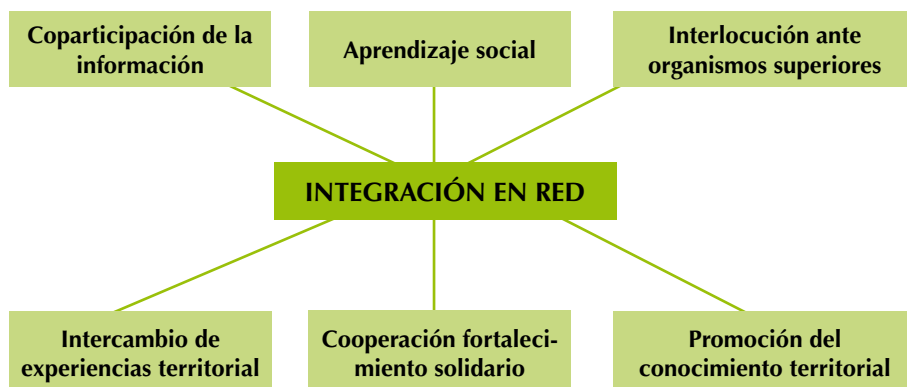 Coparticipación de la
información
Aprendizaje social
Interlocución ante
organismos superiores
INTEGRACIÓN EN RED
Intercambio de
experiencias territorial
Cooperación fortaleci-
miento solidario
Promoción del
conocimiento territorial